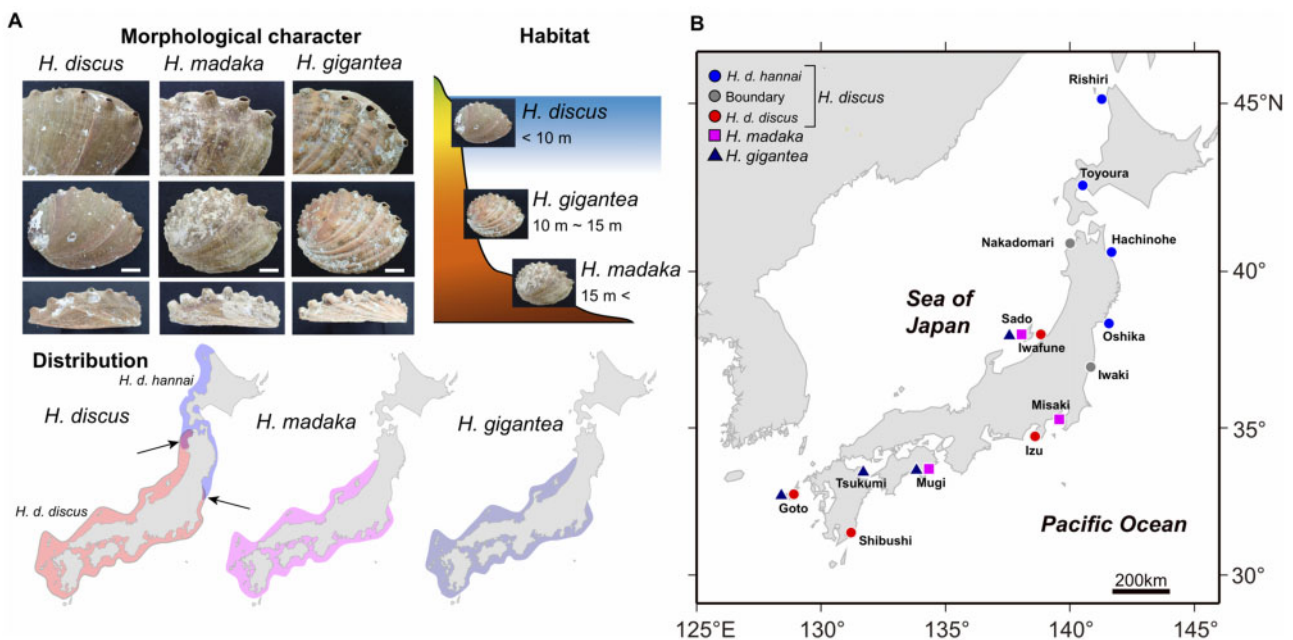 A
Morphological character
H. discus
H. madaka
H. gigantea
Habitat
H. discus
< 10 m
H. gigantea
10 m ~ 15 m
H. madaka
15 m <
Distribution
H. d. hannai
H. discus
H. madaka
H. gigantea
H. d. discus
B
H. d. hannai
Boundary
H. discus
H. d. discus
H. madaka
H. gigantea
Rishiri
45°N
Toyoura
Nakadomari
Hachinohe
40°
Sea of
Japan
Sado
Iwafune
Oshika
Iwaki
Misaki
35°
Izu
Tsukumi
Mugi
Goto
Pacific Ocean
Shibushi
200km
30°
125°E
130°
135°
140°
145°